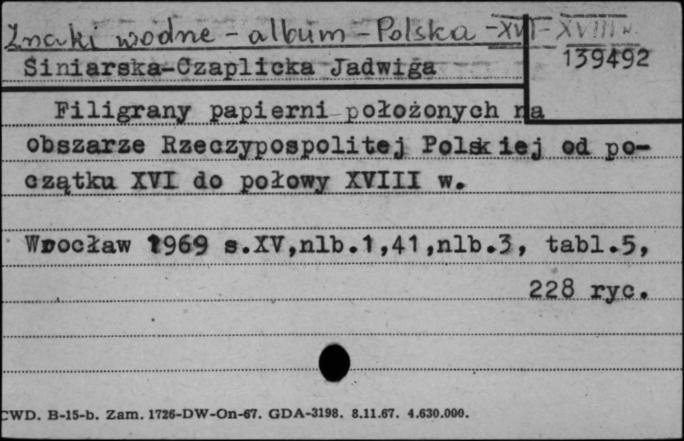 Znaki wodne - album - Polska - XVI - XVIII w.
Siniarska-Czaplicka Jadwiga
139492
Filigrany papierni położonych na
obszarze Rzeczypospolitej Polskiej od po-
czątku XVI do połowy XVIII w.
Wrocław 1969 s.XV,nlb.1,41,nlb.3, tabl.5,
228 ryc.
CWD. B-15-b. Zam. 1726-DW-On-67. GDA-3198. 8.11.67. 4.630.000.